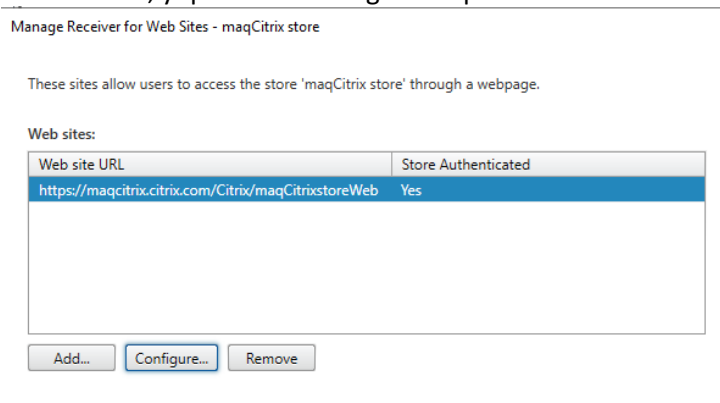 Manage Receiver for Web Sites - maqCitrix store
These sites allow users to access the store 'maqCitrix store' through a webpage.
Web sites:
Web site URL Store Authenticated
https://maqcitrix.citrix.com/Citrix/maqCitrixstoreWeb Yes
Add... Configure... Remove